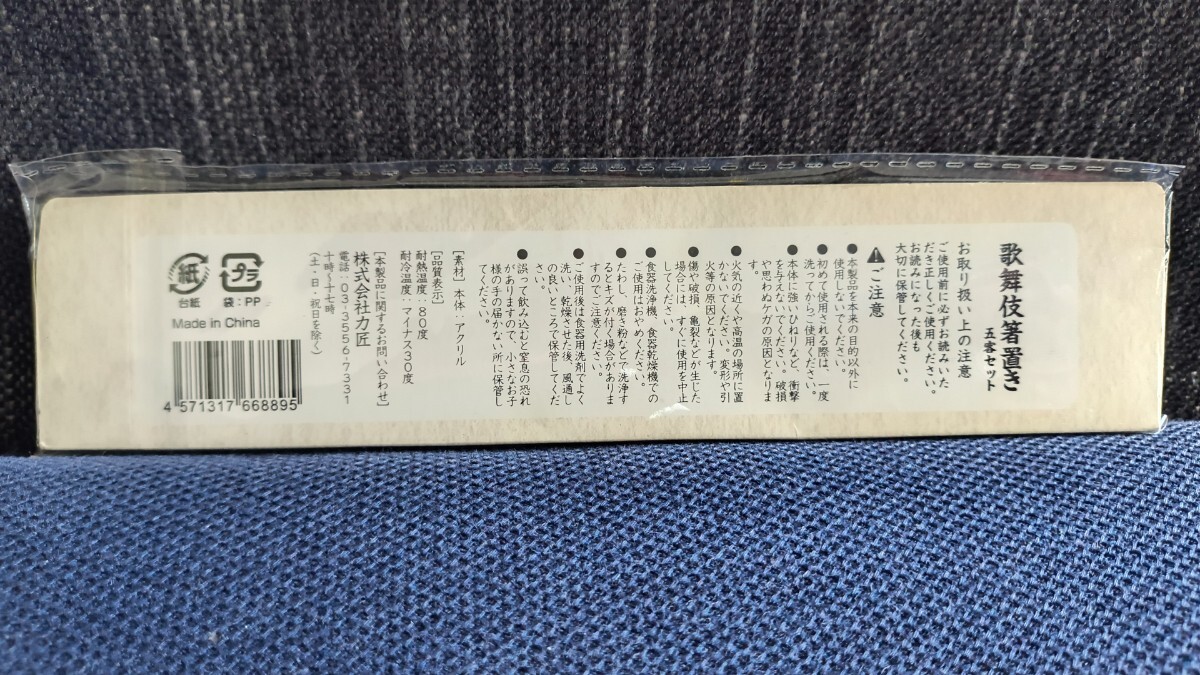 歌舞伎箸置き
五客セット
お取り扱い上の注意
ご使用前に必ずお読みいた
だき正しくご使用ください。
お読みになった後も
大切に保管してください。
ご注意
●本製品を本来の目的以外に
使用しないでください。
●初めて使用される際は、一度
洗ってからご使用ください。
●本体に強いひねりなど、衝撃
を与えないでください。破損
や思わぬケガの原因となりま
す。
●火気の近くや高温の場所に置
かないでください。変形や引
火等の原因となります。
●傷や破損、亀裂などが生じた
場合には、すぐに使用を中止
してください。
●食器洗浄機、食器乾燥機での
ご使用はおやめください。
●たわし、磨き粉などで洗浄す
るとキズが付く場合がありま
すのでご注意ください。
●ご使用後は食器用洗剤でよく
洗い、乾燥させた後、風通し
の良いところで保管してくだ
さい。
●誤って飲み込むと窒息の恐れ
がありますので、小さなお子
様の手の届かない所に保管し
てください。
［素材］本体：アクリル
［品質表示］
耐熱温度：80度
耐冷温度：マイナス30度
［本製品に関するお問い合わせ］
株式会社力匠
電話：03-3556-7331
十時〜十七時
（土・日・祝日を除く）
紙
台紙
プラ
袋：PP
Made in China
4 571317 668895